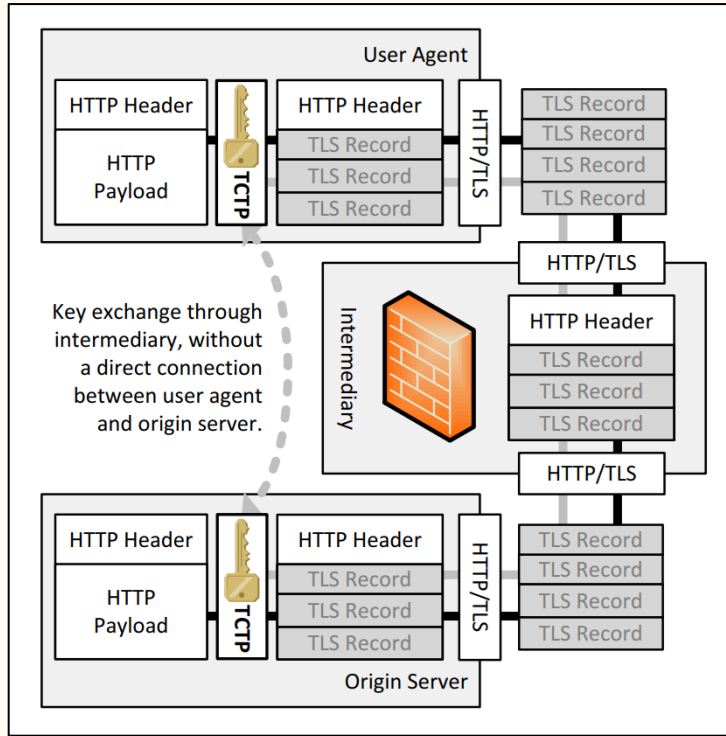 User Agent
HTTP Header
HTTP
Payload
TCTP
HTTP Header
TLS Record
TLS Record
TLS Record
HTTP/TLS
TLS Record
TLS Record
TLS Record
TLS Record
Key exchange through
intermediary, without
a direct connection
between user agent
and origin server.
HTTP/TLS
Intermediary
HTTP Header
TLS Record
TLS Record
TLS Record
HTTP/TLS
HTTP Header
HTTP
Payload
TCTP
HTTP Header
TLS Record
TLS Record
TLS Record
HTTP/TLS
TLS Record
TLS Record
TLS Record
TLS Record
Origin Server